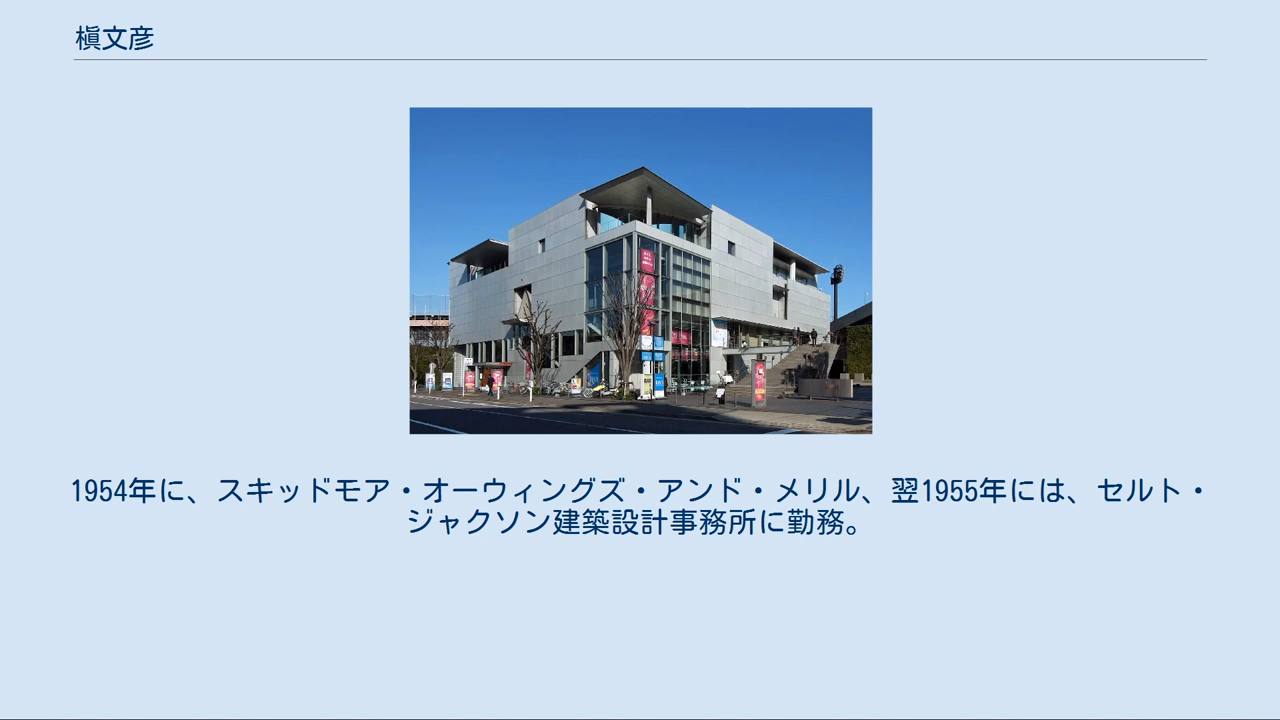 槇文彦
1954年に、スキッドモア・オーウィングズ・アンド・メリル、翌1955年には、セルト・
ジャクソン建築設計事務所に勤務。